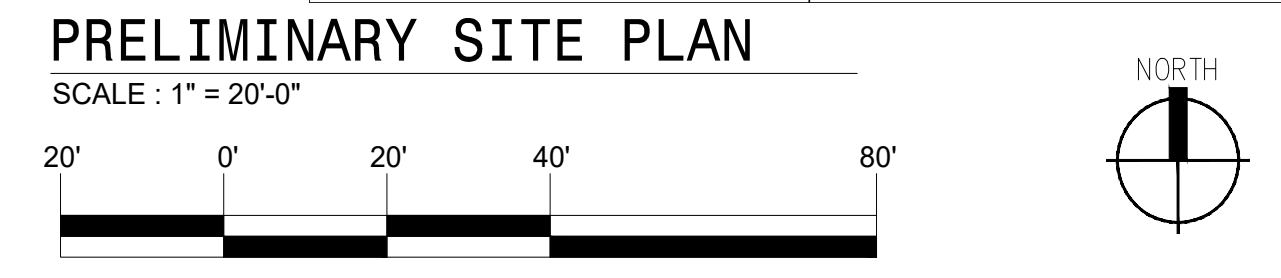 PRELIMINARY SITE PLAN
SCALE : 1" = 20'-0"
NORTH
20' 0' 20' 40' 80'